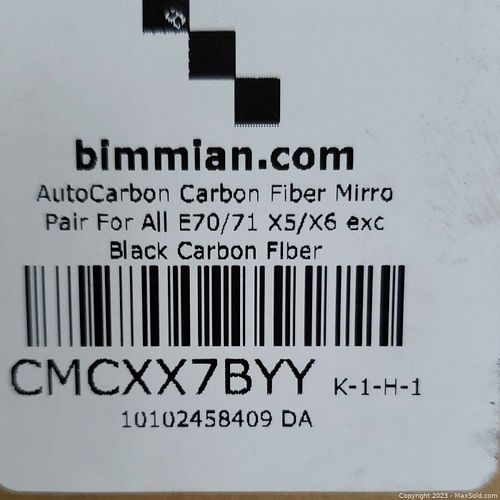 bimmian.com
AutoCarbon Carbon Fiber Mirro
Pair For All E70/71 X5/X6 exc
Black Carbon Fiber
CMCXX7BYY K-1-H-1
10102458409 DA
Copyright 2023 - MaxSold.com